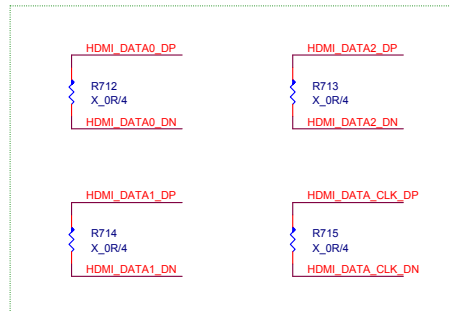 HDMI_DATA0_DP
R712
X_0R/4
HDMI_DATA0_DN
HDMI_DATA2_DP
R713
X_0R/4
HDMI_DATA2_DN
HDMI_DATA1_DP
R714
X_0R/4
HDMI_DATA1_DN
HDMI_DATA_CLK_DP
R715
X_0R/4
HDMI_DATA_CLK_DN